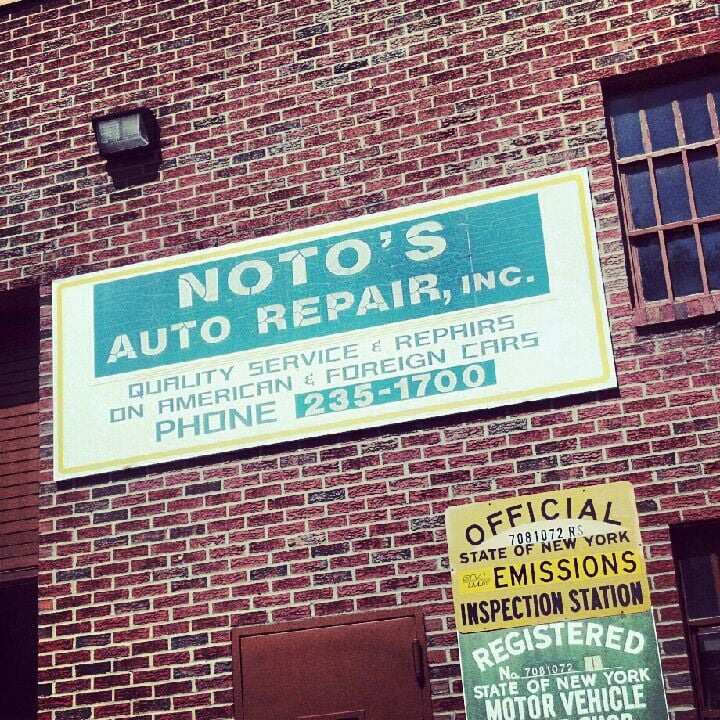 NOTO'S
AUTO REPAIR, INC.
QUALITY SERVICE & REPAIRS
ON AMERICAN & FOREIGN CARS
PHONE 235-1700
OFFICIAL
7081072 RS
STATE OF NEW YORK
EMISSIONS
INSPECTION STATION
REGISTERED
No. 7081072
STATE OF NEW YORK
MOTOR VEHICLE